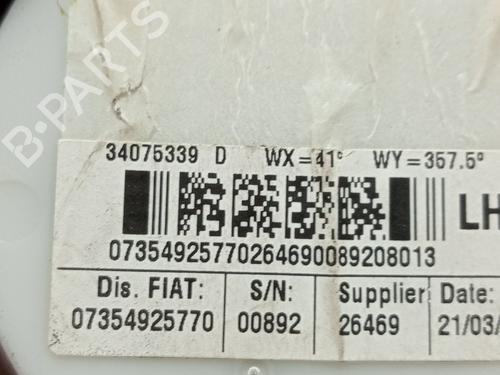 B-PARTS
34075339 D WX=41° WY=357.5°
LH
07354925770264690089208013
Dis. FIAT: S/N: Supplier Date:
07354925770 00892 26469 21/03/